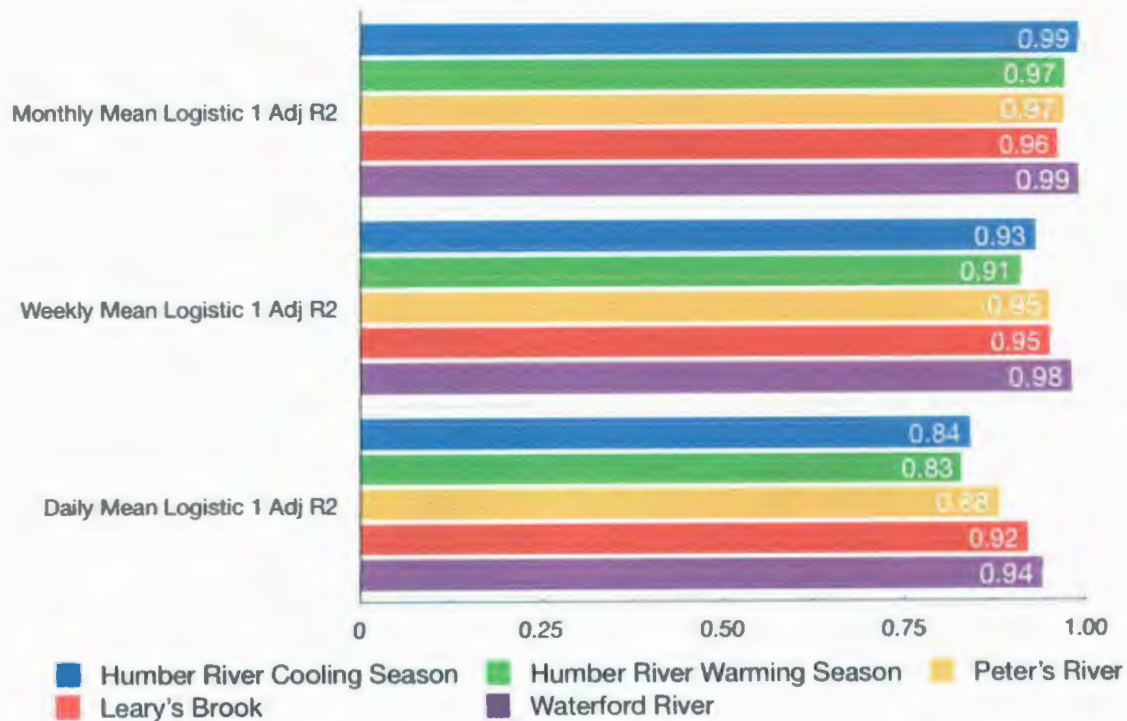 0.99
0.97
Monthly Mean Logistic 1 Adj R2
0.97
0.96
0.99
0.93
0.91
Weekly Mean Logistic 1 Adj R2
0.95
0.95
0.98
0.84
0.83
Daily Mean Logistic 1 Adj R2
0.88
0.92
0.94
0 0.25 0.50 0.75 1.00
Humber River Cooling Season Humber River Warming Season Peter's River
Leary's Brook Waterford River